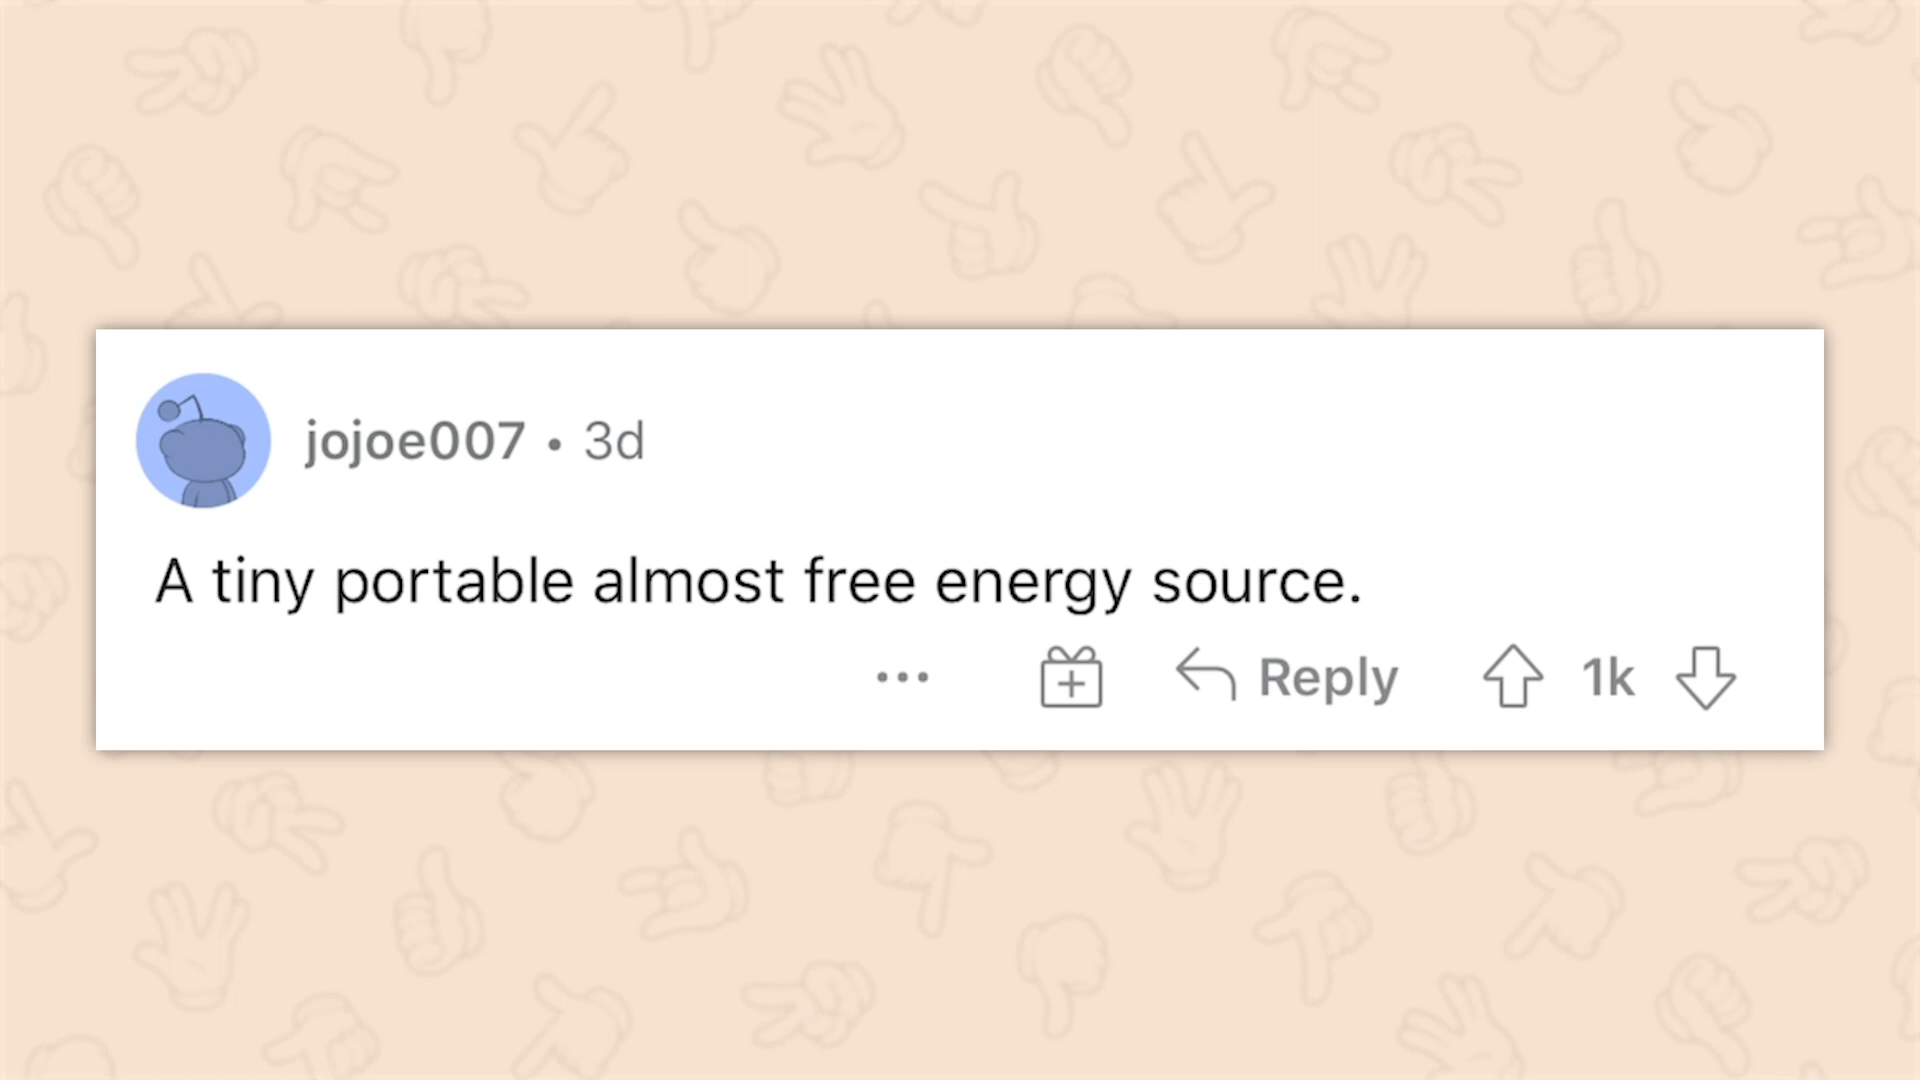 jojoe007 • 3d
A tiny portable almost free energy source.
Reply 1k